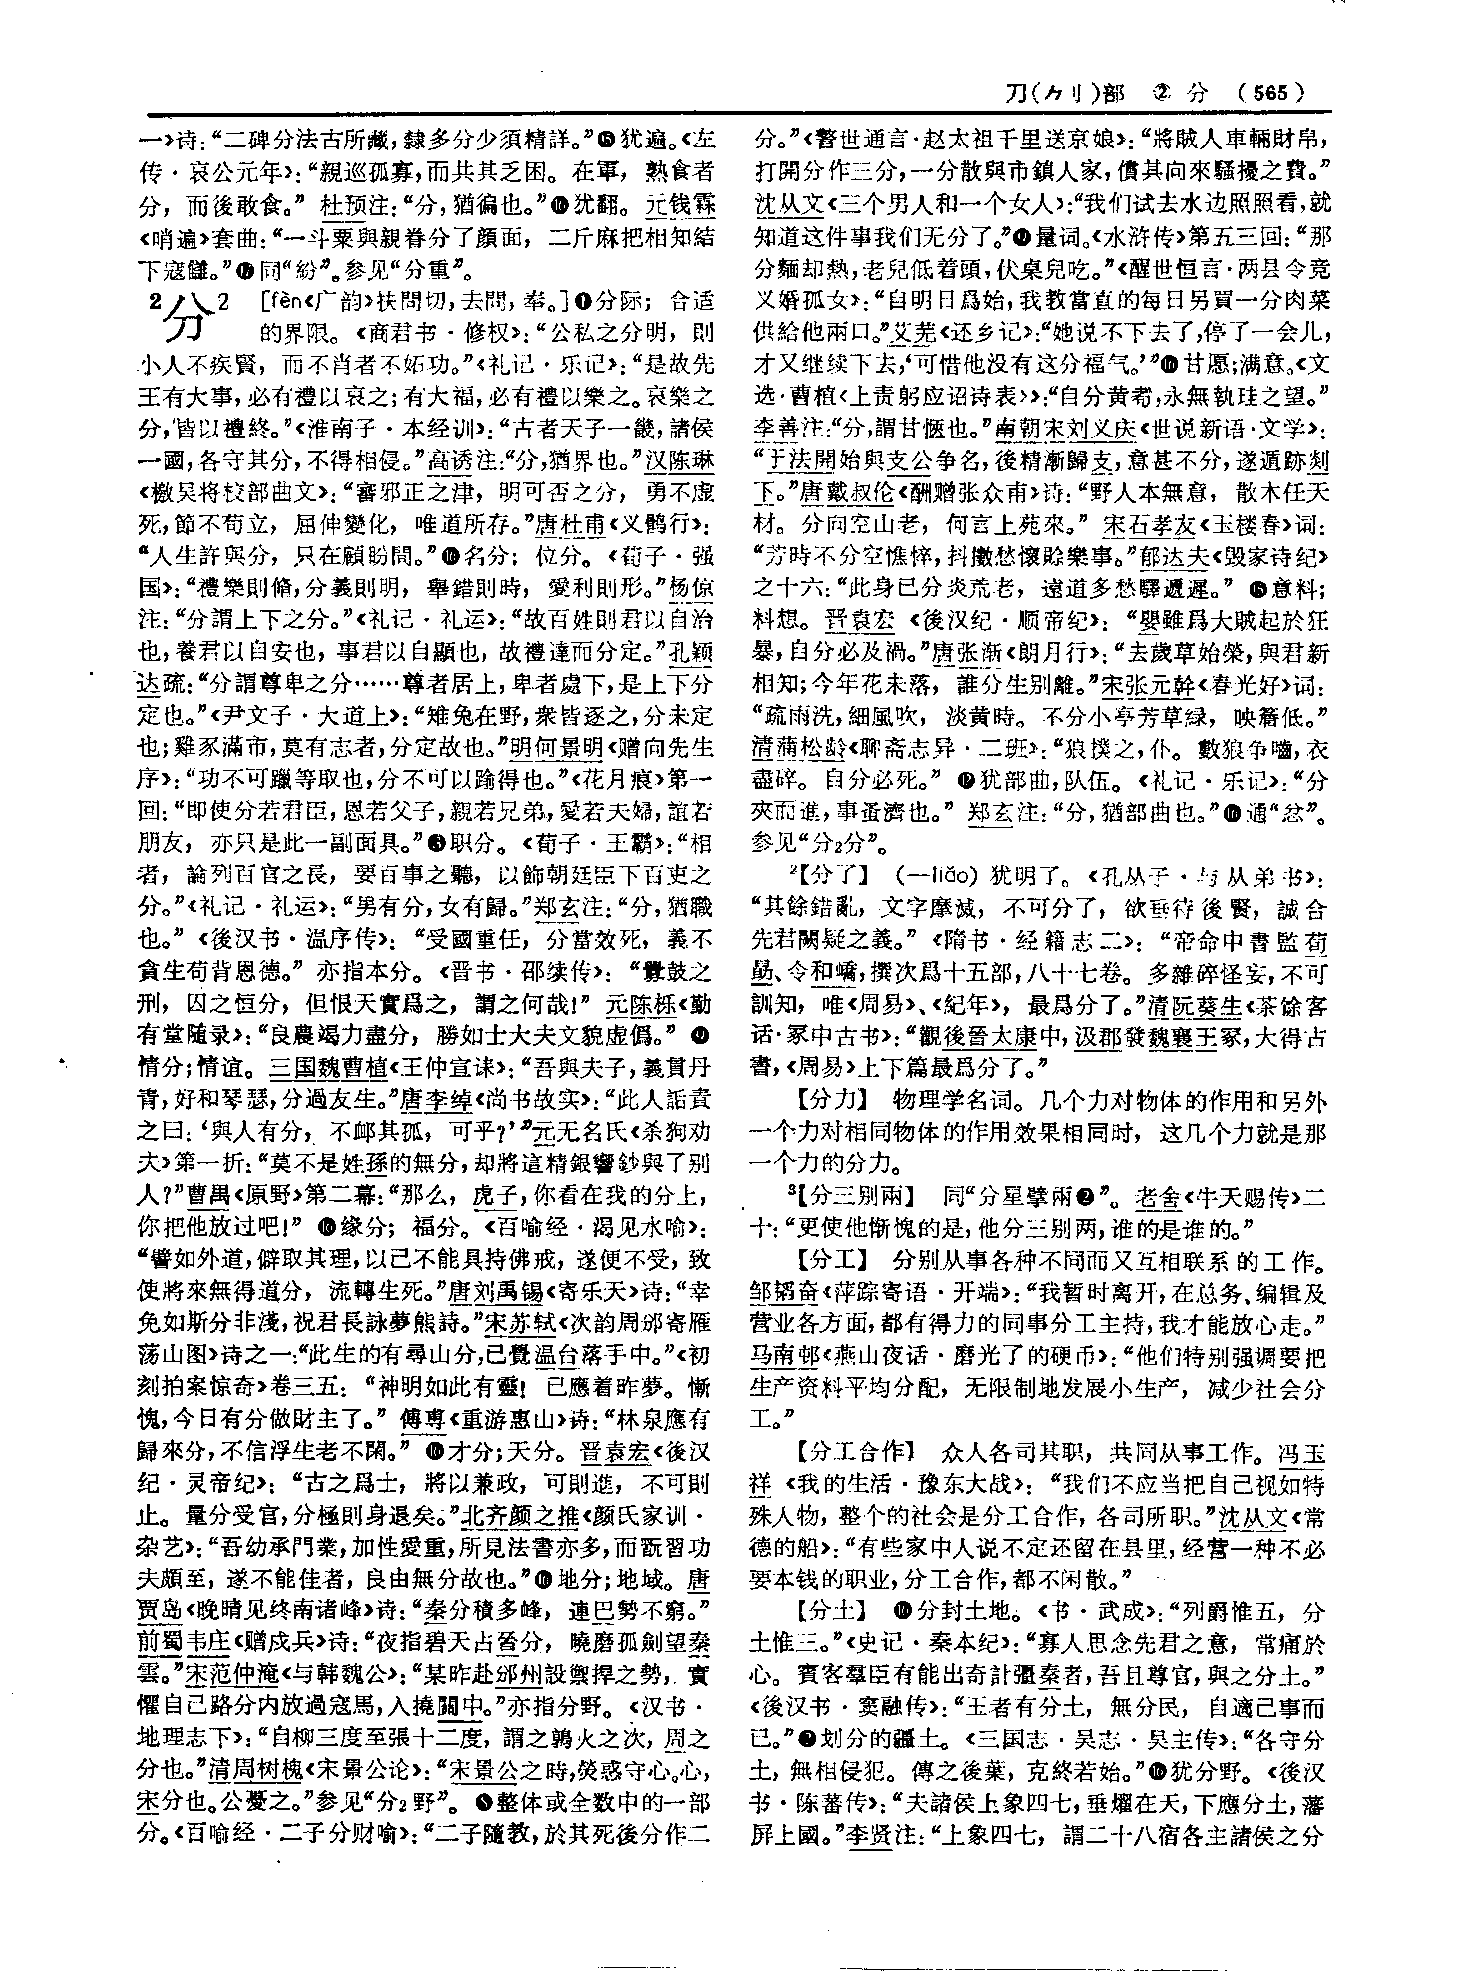 刀(⺈刂)部 ② 分 (565)
一>诗:“二碑分法古所藏,隸多分少須精詳。”⓯犹遍。<左
传·哀公元年>:“親巡孤寡,而共其乏困。在軍,熟食者
分,而後敢食。” 杜预注:“分,猶徧也。”⓰犹翻。元钱霖
<哨遍>套曲:“一斗粟與親眷分了顔面,二斤麻把相知結
下寇讎。”⓱同“紛”。参见“分重”。
2分2 [fèn<广韵>扶問切,去問,奉。]❶分际;合适
的界限。<商君书·修权>:“公私之分明,則
小人不疾賢,而不肖者不妬功。”<礼记·乐记>:“是故先
王有大事,必有禮以哀之;有大福,必有禮以樂之。哀樂之
分,皆以禮終。”<淮南子·本经训>:“古者天子一畿,諸侯
一國,各守其分,不得相侵。”高诱注:“分,猶界也。”汉陈琳
<檄吴将校部曲文>:“審邪正之津,明可否之分,勇不虚
死,節不苟立,屈伸變化,唯道所存。”唐杜甫<义鹘行>:
“人生許與分,只在顧盼間。”❷名分;位分。<荀子·强
国>:“禮樂則脩,分義則明,舉錯則時,愛利則形。”杨倞
注:“分謂上下之分。”<礼记·礼运>:“故百姓則君以自治
也,養君以自安也,事君以自顯也,故禮達而分定。”孔颖
达疏:“分謂尊卑之分……尊者居上,卑者處下,是上下分
定也。”<尹文子·大道上>:“雉兔在野,衆皆逐之,分未定
也;雞豕滿市,莫有志者,分定故也。”明何景明<赠向先生
序>:“功不可躐等取也,分不可以踰得也。”<花月痕>第一
回:“即使分若君臣,恩若父子,親若兄弟,愛若夫婦,誼若
朋友,亦只是此一副面具。”❸职分。<荀子·王霸>:“相
者,論列百官之長,要百事之聽,以飾朝廷臣下百吏之
分。”<礼记·礼运>:“男有分,女有歸。”郑玄注:“分,猶職
也。”<後汉书·温序传>:“受國重任,分當效死,義不
貪生苟背恩德。”亦指本分。<晋书·邵续传>:“釁鼓之
刑,囚之恒分,但恨天實爲之,謂之何哉!” 元陈栎<勤
有堂随录>:“良農竭力盡分,勝如士大夫文貌虚僞。” ❹
情分;情谊。三国魏曹植<王仲宣诔>:“吾與夫子,義貫丹
青,好和琴瑟,分過友生。”唐李绰<尚书故实>:“此人詬責
之曰:‘與人有分,不卹其孤,可乎?’”元无名氏<杀狗劝
夫>第一折:“莫不是姓孫的無分,却將這精銀響鈔與了别
人?”曹禺<原野>第二幕:“那么,虎子,你看在我的分上,
你把他放过吧!” ❺缘分;福分。<百喻经·渴见水喻>:
“譬如外道,僻取其理,以己不能具持佛戒,遂便不受,致
使將來無得道分,流轉生死。”唐刘禹锡<寄乐天>诗:“幸
免如斯分非淺,祝君長詠夢熊詩。”宋苏轼<次韵周邠寄雁
荡山图>诗之一:“此生的有尋山分,已覺温台落手中。”<初
刻拍案惊奇>卷三五:“神明如此有靈!已應着昨夢。慚
愧,今日有分做財主了。” 傅尃<重游惠山>诗:“林泉應有
歸來分,不信浮生老不閑。” ❻才分;天分。晋袁宏<後汉
纪·灵帝纪>:“古之爲士,將以兼政,可則進,不可則
止。量分受官,分極則身退矣。”北齐颜之推<颜氏家训·
杂艺>:“吾幼承門業,加性愛重,所見法書亦多,而翫習功
夫頗至,遂不能佳者,良由無分故也。”❼地分;地域。唐
贾岛<晚晴见终南诸峰>诗:“秦分積多峰,連巴勢不窮。”
前蜀韦庄<赠戍兵>诗:“夜指碧天占晉分,曉磨孤劍望秦
雲。”宋范仲淹<与韩魏公>:“某昨赴邠州設禦捍之勢,實
懼自己路分内放過寇馬,入撓關中。”亦指分野。<汉书·
地理志下>:“自柳三度至張十二度,謂之鶉火之次,周之
分也。”清周树槐<宋景公论>:“宋景公之時,熒惑守心。心,
宋分也。公憂之。”参见“分2野”。 ❽整体或全数中的一部
分。<百喻经·二子分财喻>:“二子隨教,於其死後分作二
分。”<警世通言·赵太祖千里送京娘>:“將賊人車輛財帛,
打開分作三分,一分散與市鎮人家,償其向來騷擾之費。”
沈从文<三个男人和一个女人>:“我们试去水边照照看,就
知道这件事我们无分了。”❾量词。<水浒传>第五三回:“那
分麵却熱,老兒低着頭,伏桌兒吃。”<醒世恒言·两县令竞
义婚孤女>:“自明日爲始,我教當直的每日另買一分肉菜
供給他兩口。”艾芜<还乡记>:“她说不下去了,停了一会儿,
才又继续下去,‘可惜他没有这分福气。’”❿甘愿;满意。<文
选·曹植<上责躬应诏诗表>>:“自分黄耇,永無執珪之望。”
李善注:“分,謂甘愜也。”南朝宋刘义庆<世说新语·文学>:
“于法開始與支公争名,後精漸歸支,意甚不分,遂遁跡剡
下。”唐戴叔伦<酬赠张众甫>诗:“野人本無意,散木任天
材。分向空山老,何言上苑來。” 宋石孝友<玉楼春>词:
“芳時不分空憔悴,抖擻愁懷賒樂事。”郁达夫<毁家诗纪>
之十六:“此身已分炎荒老,遠道多愁驛遞遲。” ⓫意料;
料想。晋袁宏<後汉纪·顺帝纪>:“嬰雖爲大賊起於狂
暴,自分必及禍。”唐张渐<朗月行>:“去歲草始榮,與君新
相知;今年花未落,誰分生别離。”宋张元幹<春光好>词:
“疏雨洗,細風吹,淡黄時。不分小亭芳草緑,映簷低。”
清蒲松龄<聊斋志异·二班>:“狼撲之,仆。數狼争嚙,衣
盡碎。自分必死。” ⓬犹部曲,队伍。<礼记·乐记>:“分
夾而進,事蚤濟也。” 郑玄注:“分,猶部曲也。”⓭通“忿”。
参见“分2分”。
2【分了】 (一liǎo) 犹明了。<孔丛子·与从弟书>:
“其餘錯亂,文字摩滅,不可分了,欲垂待後賢,誠合
先君闕疑之義。”<隋书·经籍志二>:“帝命中書監荀
勗、令和嶠,撰次爲十五部,八十七卷。多雜碎怪妄,不可
訓知,唯<周易>、<紀年>,最爲分了。”清阮葵生<茶馀客
话·冢中古书>:“觀後晉太康中,汲郡發魏襄王冢,大得古
書,<周易>上下篇最爲分了。”
【分力】 物理学名词。几个力对物体的作用和另外
一个力对相同物体的作用效果相同时,这几个力就是那
一个力的分力。
3【分三别兩】 同“分星擘兩❷”。老舍<牛天赐传>二
十:“更使他惭愧的是,他分三别两,谁的是谁的。”
【分工】 分别从事各种不同而又互相联系的工作。
邹韬奋<萍踪寄语·开端>:“我暂时离开,在总务、编辑及
营业各方面,都有得力的同事分工主持,我才能放心走。”
马南邨<燕山夜话·磨光了的硬币>:“他们特别强调要把
生产资料平均分配,无限制地发展小生产,减少社会分
工。”
【分工合作】 众人各司其职,共同从事工作。冯玉
祥<我的生活·豫东大战>:“我们不应当把自己视如特
殊人物,整个的社会是分工合作,各司所职。”沈从文<常
德的船>:“有些家中人说不定还留在县里,经营一种不必
要本钱的职业,分工合作,都不闲散。”
【分土】 ❶分封土地。<书·武成>:“列爵惟五,分
土惟三。”<史记·秦本纪>:“寡人思念先君之意,常痛於
心。賓客羣臣有能出奇計彊秦者,吾且尊官,與之分土。”
<後汉书·窦融传>:“王者有分土,無分民,自適己事而
已。”❷划分的疆土。<三国志·吴志·吴主传>:“各守分
土,無相侵犯。傳之後葉,克終若始。”❸犹分野。<後汉
书·陈蕃传>:“夫諸侯上象四七,垂燿在天,下應分土,藩
屏上國。”李贤注:“上象四七,謂二十八宿各主諸侯之分